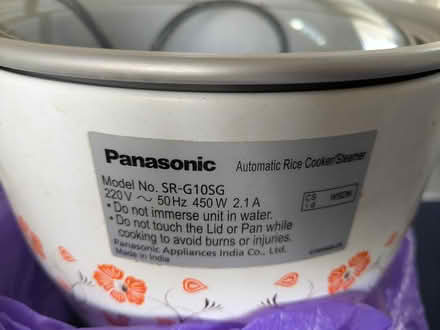 Panasonic Automatic Rice Cooker/Steamer
Model No. SR-G10SG
220V ~ 50Hz 450W 2.1A
• Do not immerse unit in water.
• Do not touch the Lid or Pan while
cooking to avoid burns or injuries.
Panasonic Appliances India Co., Ltd.
Made in India